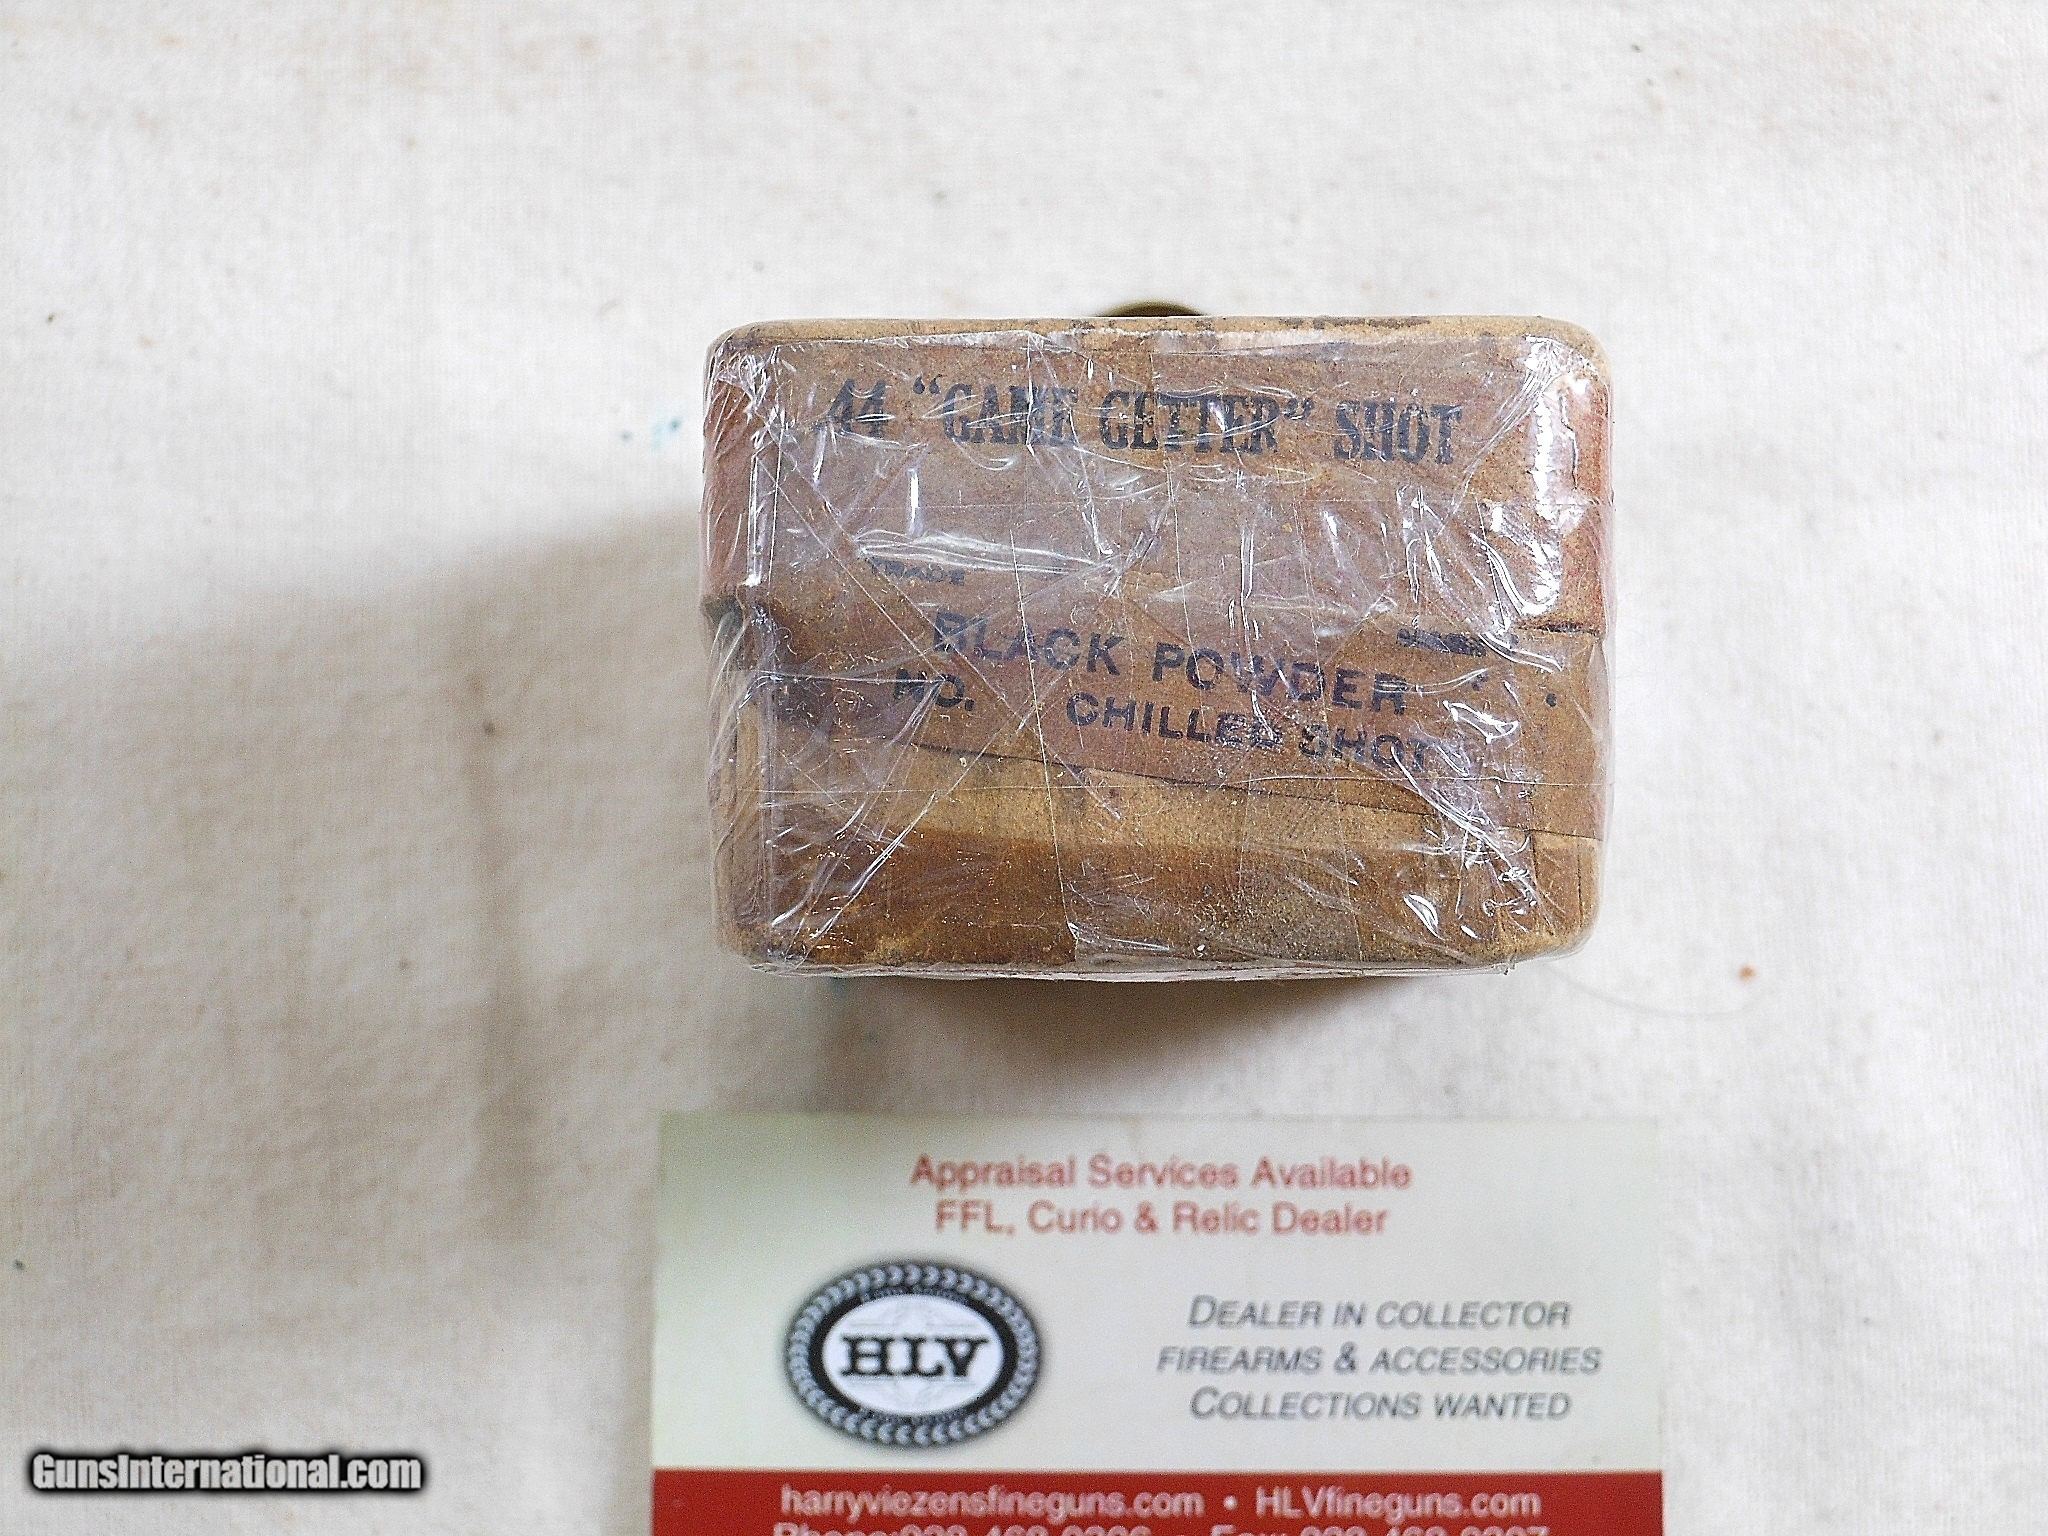 .44 "GAME GETTER" SHOT
TRADE
BLACK POWDER
NO. CHILLED SHOT
Appraisal Services Available
FFL, Curio & Relic Dealer
HLV
DEALER IN COLLECTOR
FIREARMS & ACCESSORIES
COLLECTIONS WANTED
harryviezensfineguns.com • HLVfineguns.com
GunsInternational.com